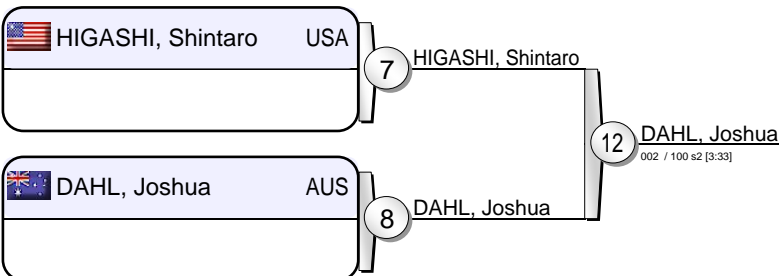 HIGASHI, Shintaro USA
7
HIGASHI, Shintaro
12
DAHL, Joshua
002 / 100 s2 [3:33]
DAHL, Joshua AUS
8
DAHL, Joshua